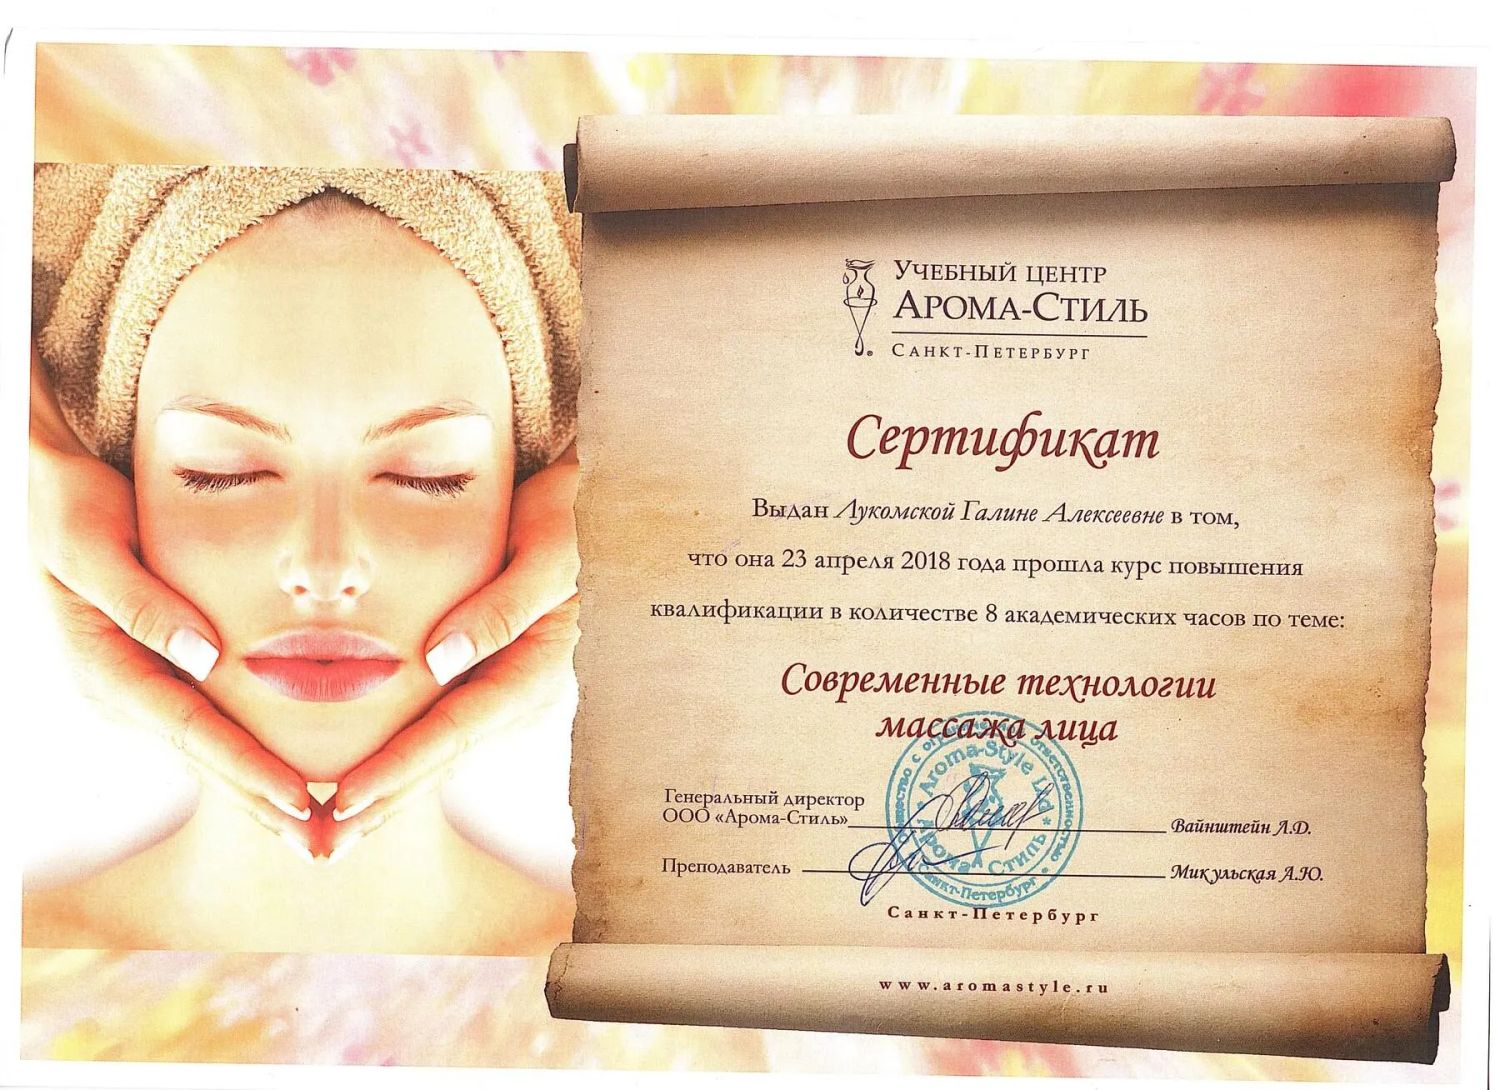 Учебный центр
Арома-Стиль
Санкт-Петербург
Сертификат
Выдан Лукомской Галине Алексеевне в том,
что она 23 апреля 2018 года прошла курс повышения
квалификации в количестве 8 академических часов по теме:
Современные технологии
массажа лица
Генеральный директор
ООО «Арома-Стиль» Вайнштейн Л.Д.
Преподаватель Микульская А.Ю.
Aroma-Style Ltd
Арома Стиль
Санкт-Петербург
ответственностью
Санкт-Петербург
www.aromastyle.ru